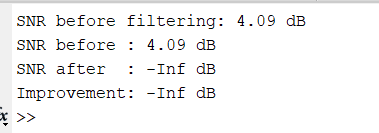 SNR before filtering: 4.09 dB
SNR before : 4.09 dB
SNR after  : -Inf dB
Improvement: -Inf dB
>>